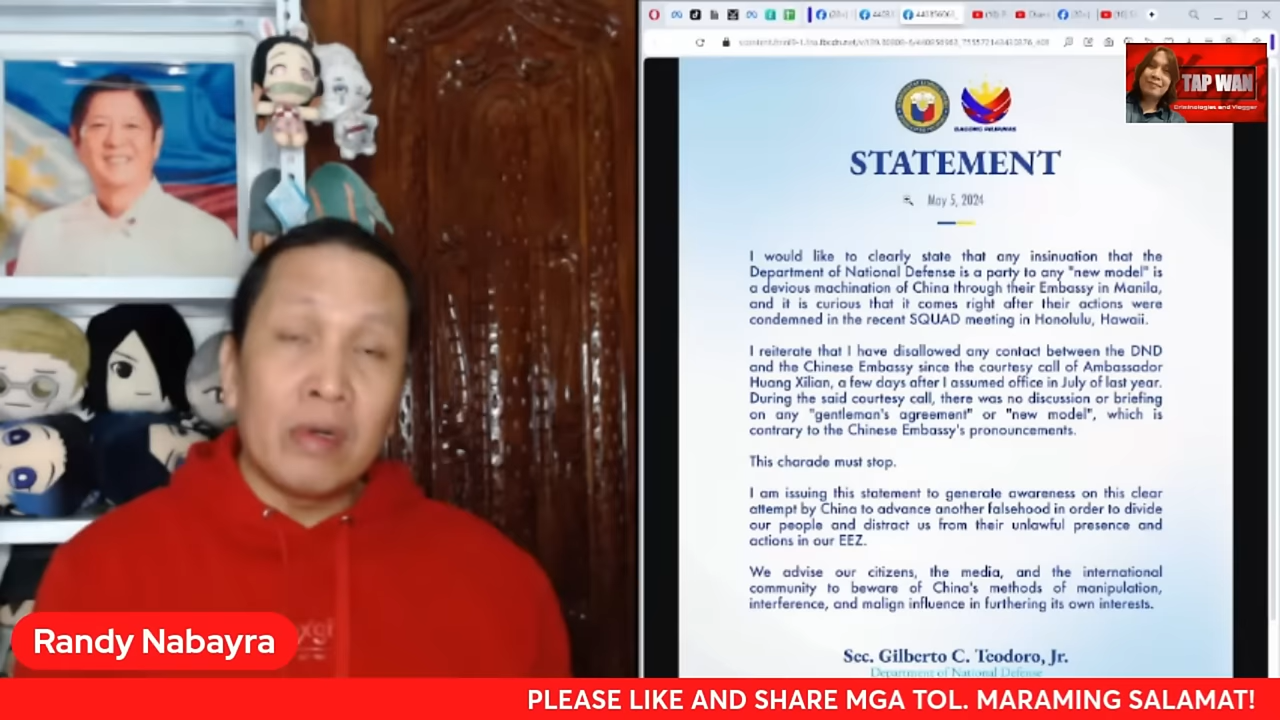 TAP WAN
Criminologist and Vlogger
BAGONG PILIPINAS
STATEMENT
May 5, 2024
I would like to clearly state that any insinuation that the
Department of National Defense is a party to any "new model" is
a devious machination of China through their Embassy in Manila,
and it is curious that it comes right after their actions were
condemned in the recent SQUAD meeting in Honolulu, Hawaii.
I reiterate that I have disallowed any contact between the DND
and the Chinese Embassy since the courtesy call of Ambassador
Huang Xilian, a few days after I assumed office in July of last year.
During the said courtesy call, there was no discussion or briefing
on any "gentleman's agreement" or "new model", which is
contrary to the Chinese Embassy's pronouncements.
This charade must stop.
I am issuing this statement to generate awareness on this clear
attempt by China to advance another falsehood in order to divide
our people and distract us from their unlawful presence and
actions in our EEZ.
We advise our citizens, the media, and the international
community to beware of China's methods of manipulation,
interference, and malign influence in furthering its own interests.
Sec. Gilberto C. Teodoro, Jr.
Department of National Defense
Randy Nabayra
PLEASE LIKE AND SHARE MGA TOL. MARAMING SALAMAT!